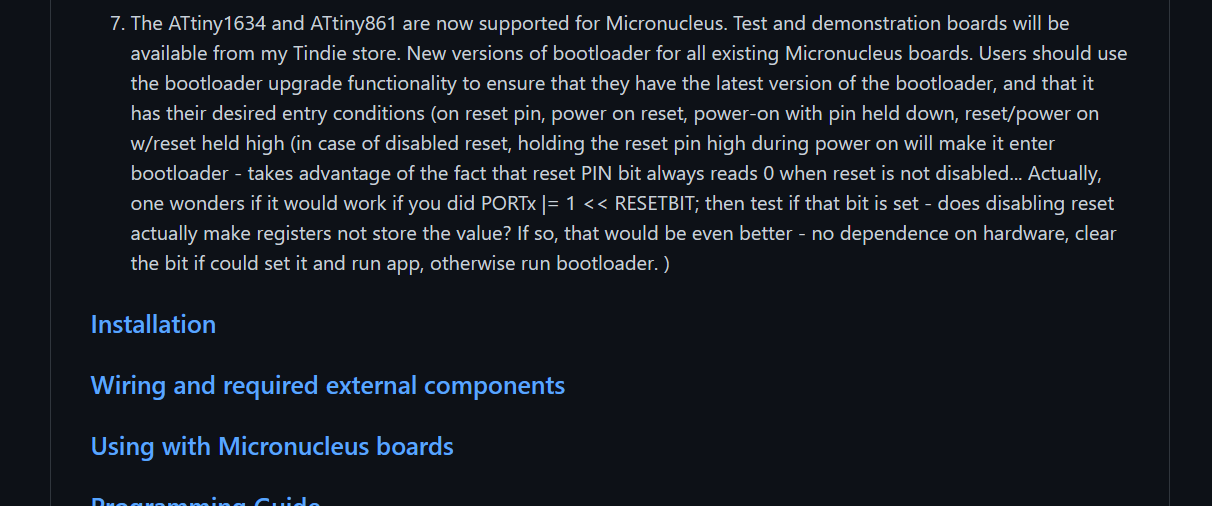 7. The ATtiny1634 and ATtiny861 are now supported for Micronucleus. Test and demonstration boards will be
available from my Tindie store. New versions of bootloader for all existing Micronucleus boards. Users should use
the bootloader upgrade functionality to ensure that they have the latest version of the bootloader, and that it
has their desired entry conditions (on reset pin, power on reset, power-on with pin held down, reset/power on
w/reset held high (in case of disabled reset, holding the reset pin high during power on will make it enter
bootloader - takes advantage of the fact that reset PIN bit always reads 0 when reset is not disabled... Actually,
one wonders if it would work if you did PORTx |= 1 << RESETBIT; then test if that bit is set - does disabling reset
actually make registers not store the value? If so, that would be even better - no dependence on hardware, clear
the bit if could set it and run app, otherwise run bootloader. )
Installation
Wiring and required external components
Using with Micronucleus boards
Programming Guide